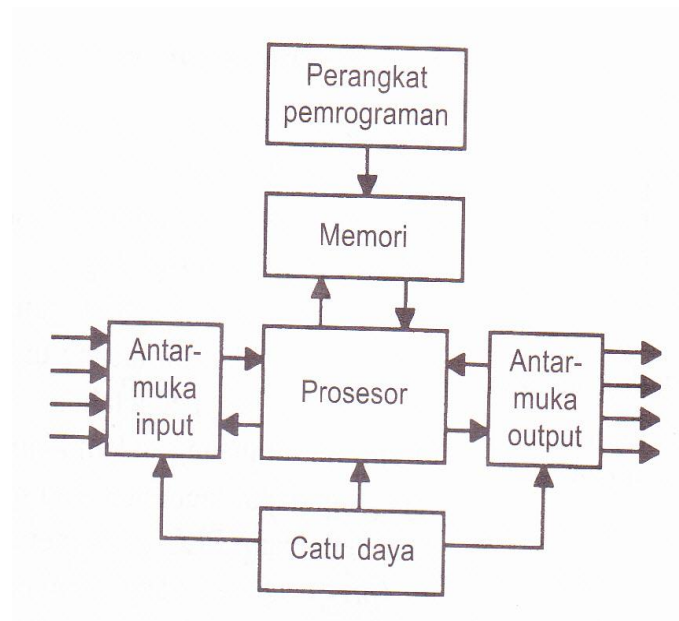 Perangkat
pemrograman
Memori
Antar-
muka
input
Prosesor
Antar-
muka
output
Catu daya